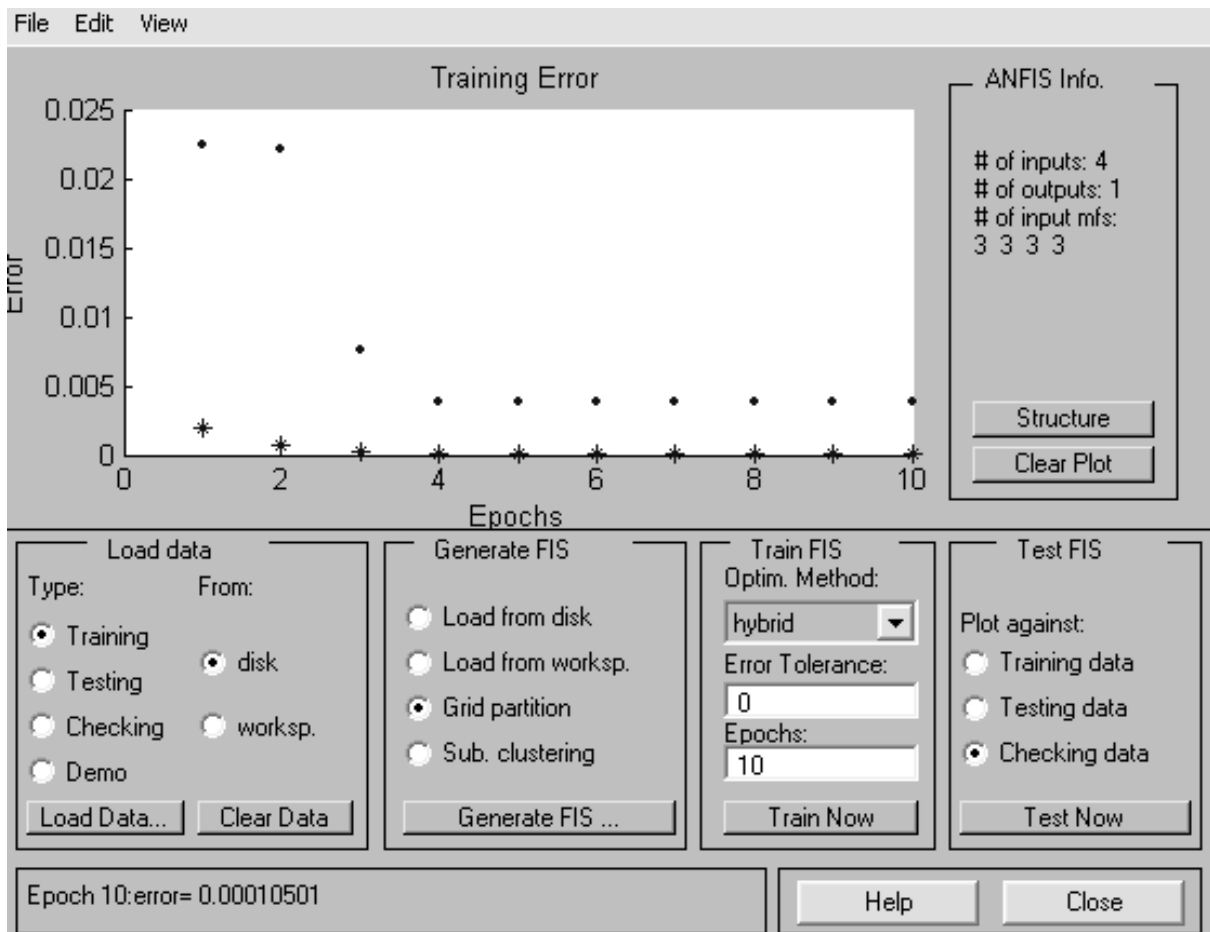 File Edit View
Training Error
ANFIS Info.
0.025
0.02
0.015
0.01
0.005
0
Error
0 2 4 6 8 10
Epochs
# of inputs: 4
# of outputs: 1
# of input mfs:
3 3 3 3
Structure
Clear Plot
Load data
Type: From:
Training
disk
Testing
Checking
worksp.
Demo
Load Data... Clear Data
Generate FIS
Load from disk
Load from worksp.
Grid partition
Sub. clustering
Generate FIS ...
Train FIS
Optim. Method:
hybrid
Error Tolerance:
0
Epochs:
10
Train Now
Test FIS
Plot against:
Training data
Testing data
Checking data
Test Now
Epoch 10:error= 0.00010501
Help Close